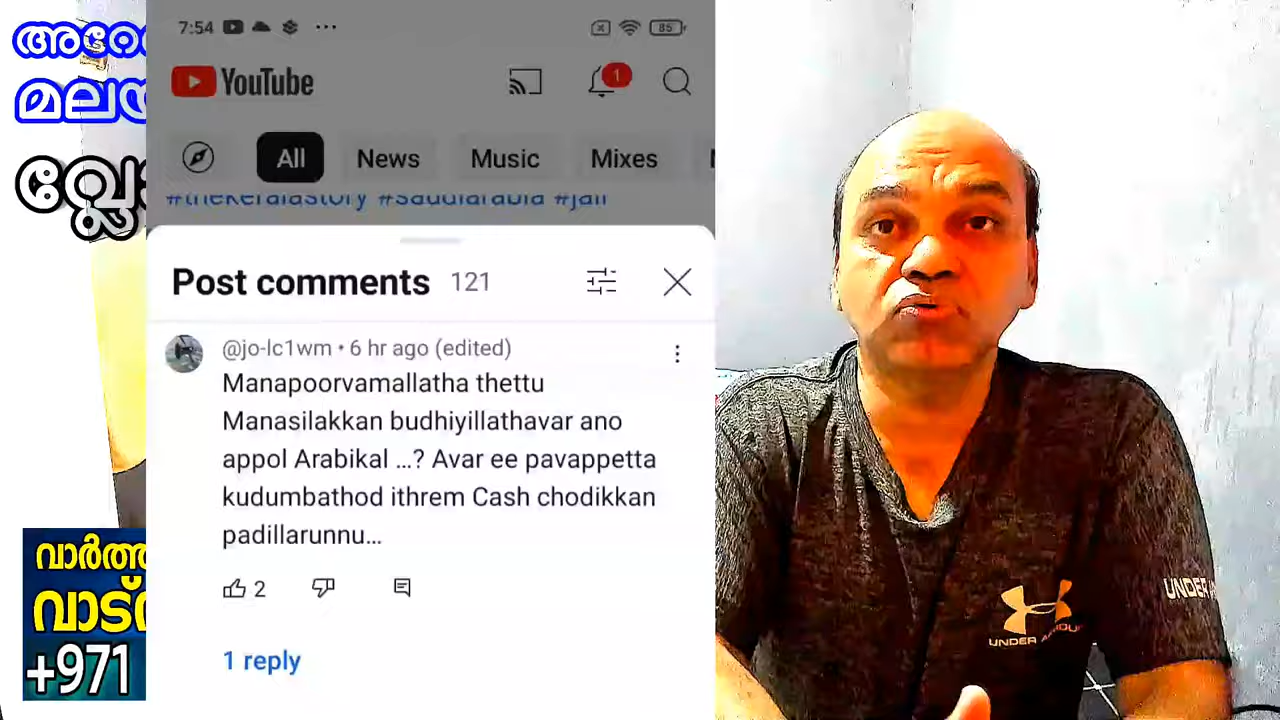 7:54
85
YouTube
1
All
News
Music
Mixes
#thekeralastory #saudiarabia #jail
Post comments 121
@jo-lc1wm • 6 hr ago (edited)
Manapoorvamallatha thettu
Manasilakkan budhiyillathavar ano
appol Arabikal ...? Avar ee pavappetta
kudumbathod ithrem Cash chodikkan
padillarunnu...
2
1 reply
+971
UNDER ARMOUR
UNDER